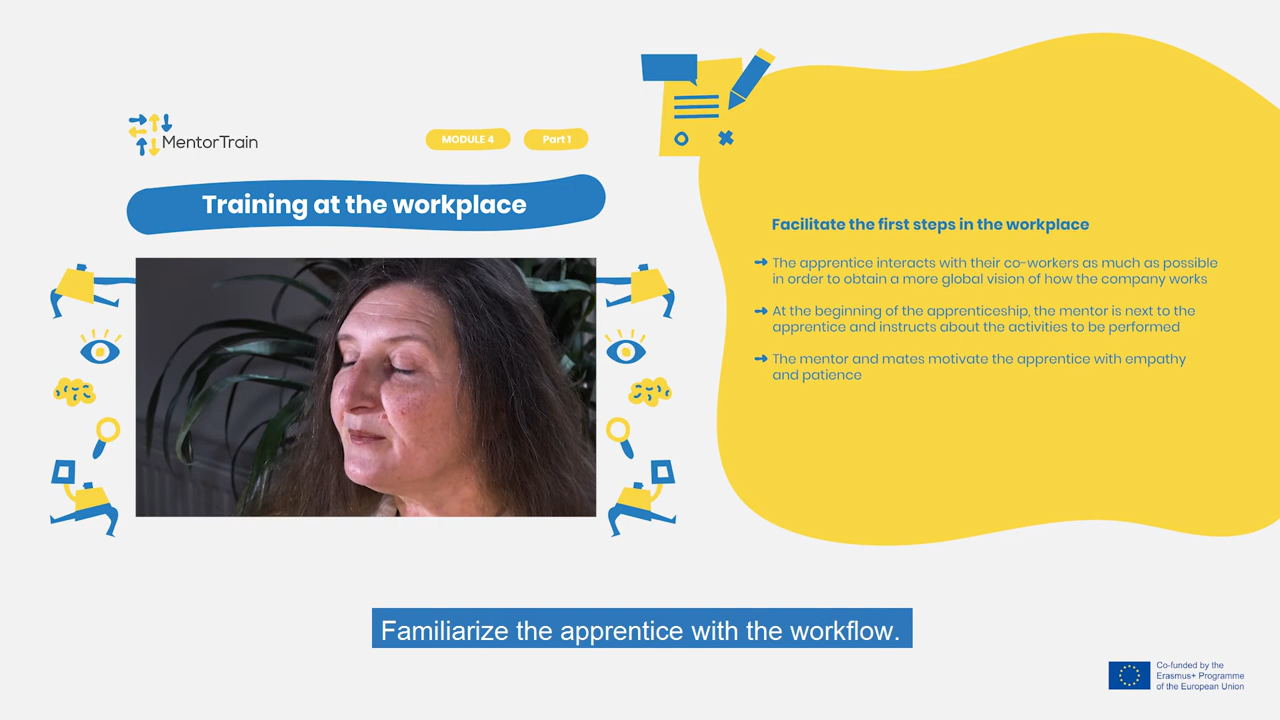 MentorTrain
MODULE 4
Part 1
Training at the workplace
Facilitate the first steps in the workplace
The apprentice interacts with their co-workers as much as possible
in order to obtain a more global vision of how the company works
At the beginning of the apprenticeship, the mentor is next to the
apprentice and instructs about the activities to be performed
The mentor and mates motivate the apprentice with empathy
and patience
Familiarize the apprentice with the workflow.
Co-funded by the
Erasmus+ Programme
of the European Union